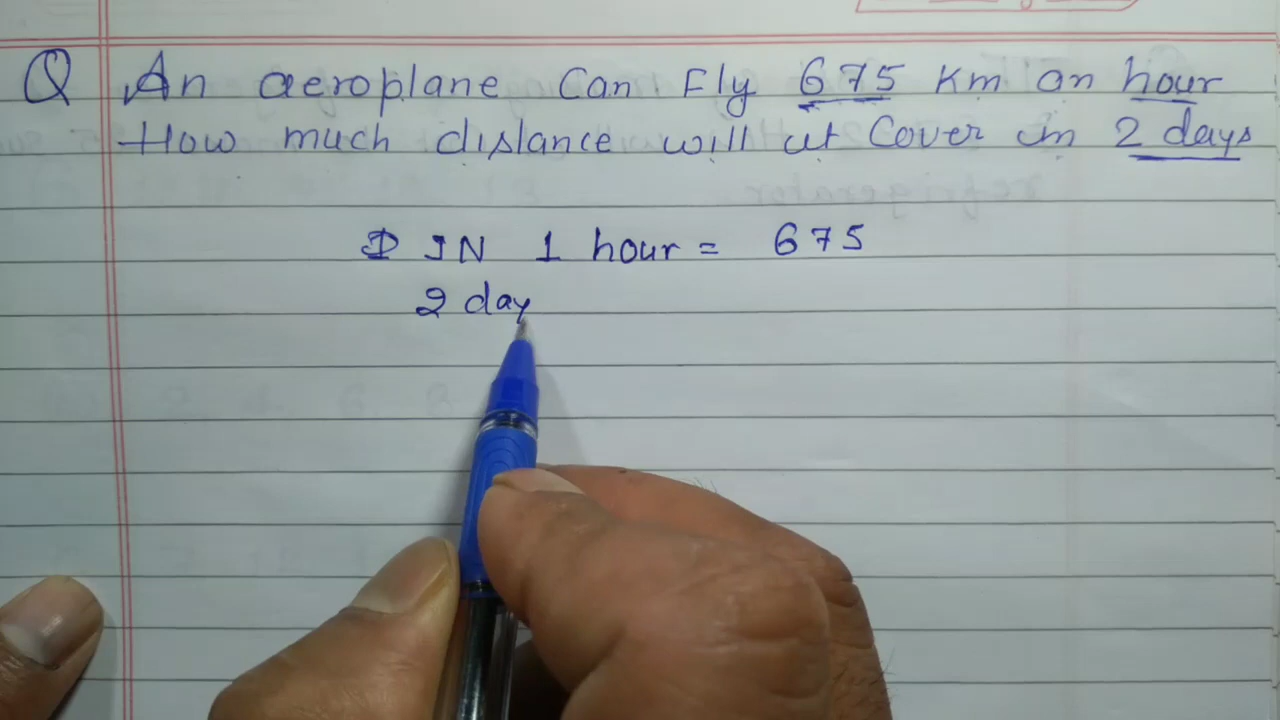 Q An aeroplane Can Fly 675 Km an hour
How much distance will it Cover in 2 days
D IN 1 hour = 675
2 day